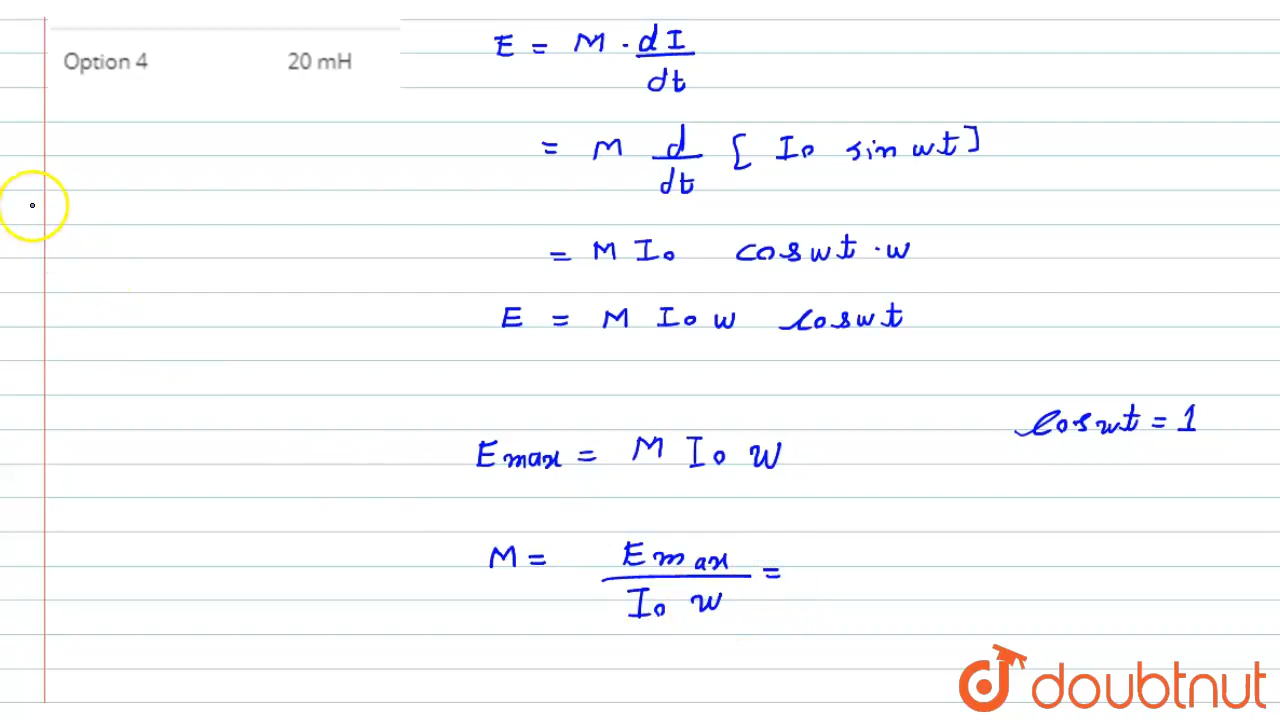 Option 4 20 mH
E = M · dI/dt
= M d/dt [ I0 sin wt ]
= M I0 cos wt · w
E = M I0 w cos wt
cos wt = 1
Emax = M I0 w
M = Emax/I0 w =
doubtnut